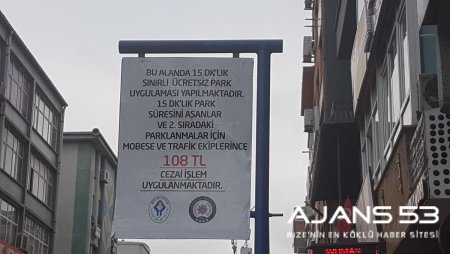 BU ALANDA 15 DK'LIK
SINIRLI ÜCRETSİZ PARK
UYGULAMASI YAPILMAKTADIR.
15 DK'LIK PARK
SÜRESİNİ AŞANLAR
VE 2. SIRADAKİ
PARKLANMALAR İÇİN
MOBESE VE TRAFİK EKİPLERİNCE
108 TL
CEZAİ İŞLEM
UYGULANMAKTADIR.
AJANS 53
RİZE'NİN EN KÖKLÜ HABER SİTESİ